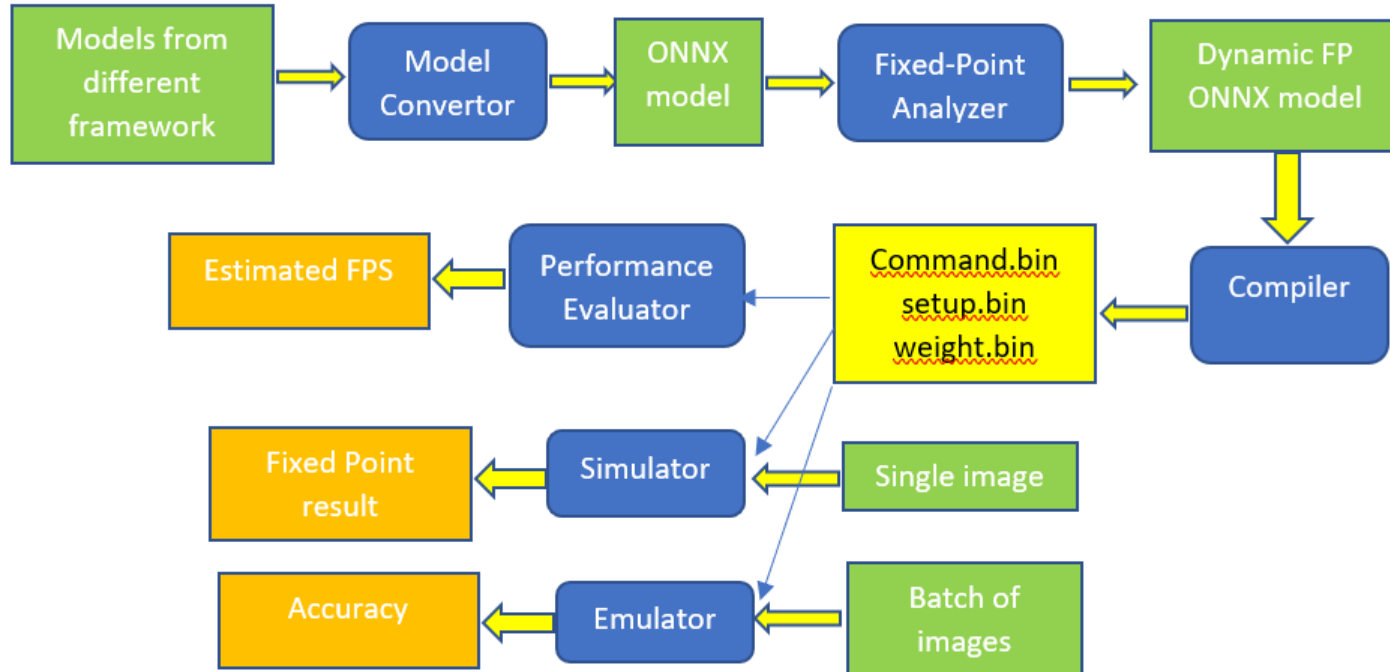 Models from
different
framework
Model
Convertor
ONNX
model
Fixed-Point
Analyzer
Dynamic FP
ONNX model
Estimated FPS
Performance
Evaluator
Command.bin
setup.bin
weight.bin
Compiler
Fixed Point
result
Simulator
Single image
Accuracy
Emulator
Batch of
images